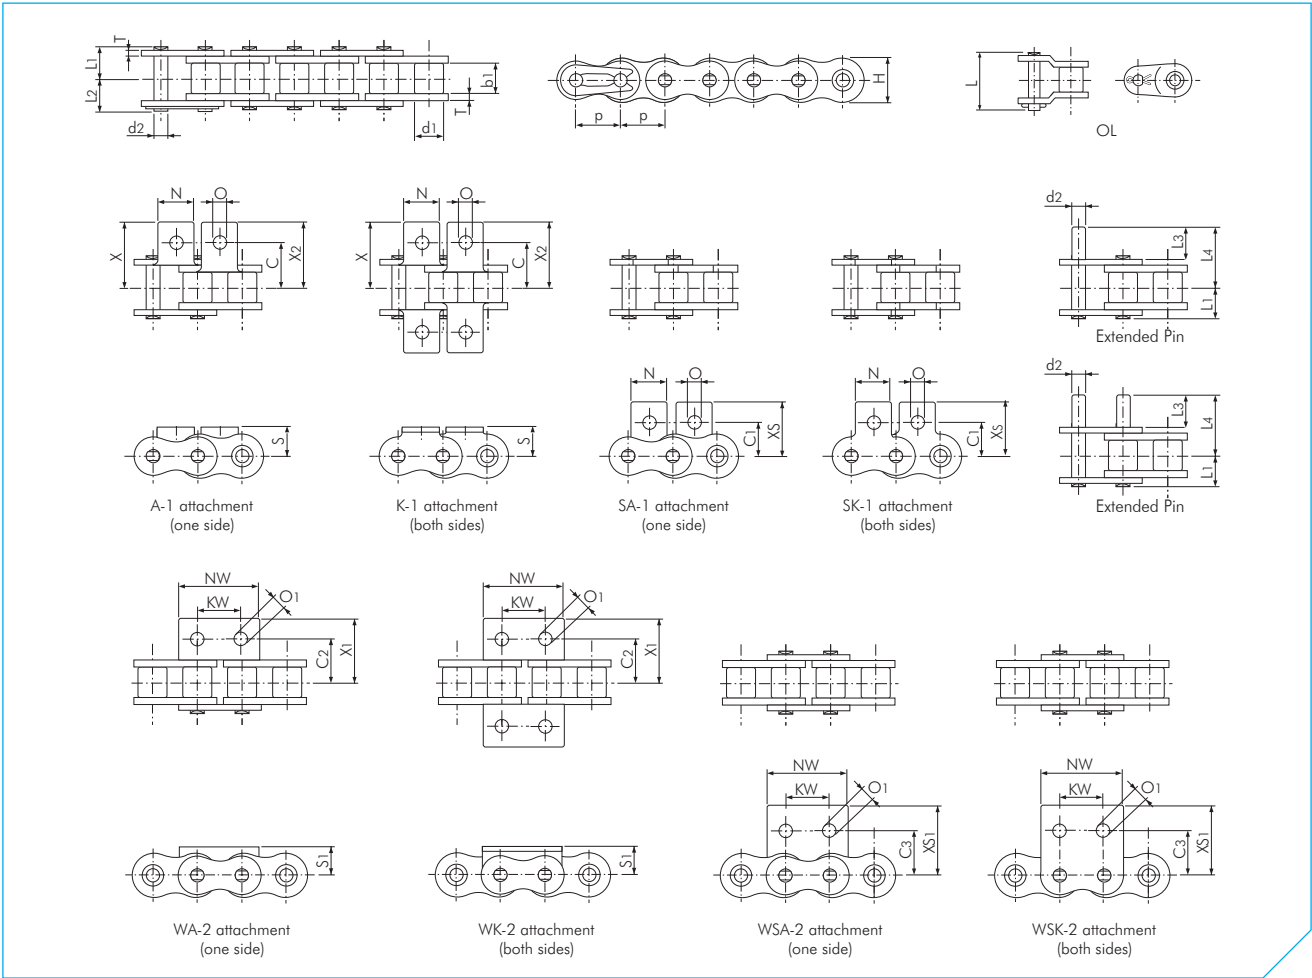 T
L1
L2
d2
b1
T
d1
H
p
p
L
OL
N
O
X
C
X2
N
O
X
C
X2
d2
L3
L4
L1
Extended Pin
S
A-1 attachment
(one side)
S
K-1 attachment
(both sides)
N
O
C1
XS
SA-1 attachment
(one side)
N
O
C1
XS
SK-1 attachment
(both sides)
d2
L3
L4
L1
Extended Pin
NW
KW
O1
C2
X1
NW
KW
O1
C2
X1
S1
WA-2 attachment
(one side)
S1
WK-2 attachment
(both sides)
NW
KW
O1
C3
XS1
WSA-2 attachment
(one side)
NW
KW
O1
C3
XS1
WSK-2 attachment
(both sides)